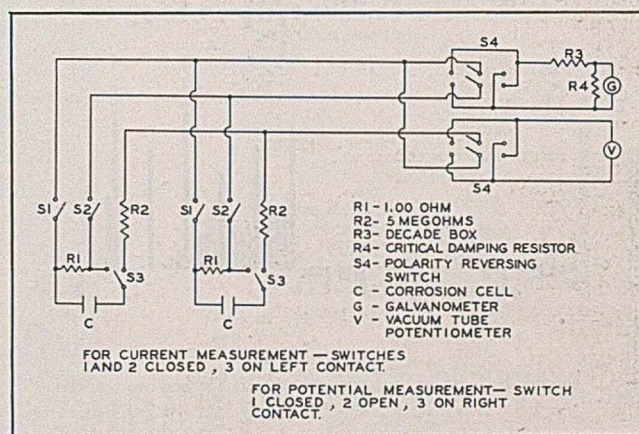 S4
R3
R4
G
V
S4
S1
S2
R2
S1
S2
R2
R1
S3
R1
S3
C
C
R1-1.00 OHM
R2- 5 MEGOHMS
R3- DECADE BOX
R4- CRITICAL DAMPING RESISTOR
S4- POLARITY REVERSING
SWITCH
C - CORROSION CELL
G - GALVANOMETER
V - VACUUM TUBE
POTENTIOMETER
FOR CURRENT MEASUREMENT — SWITCHES
1 AND 2 CLOSED, 3 ON LEFT CONTACT.
FOR POTENTIAL MEASUREMENT— SWITCH
1 CLOSED, 2 OPEN, 3 ON RIGHT
CONTACT.